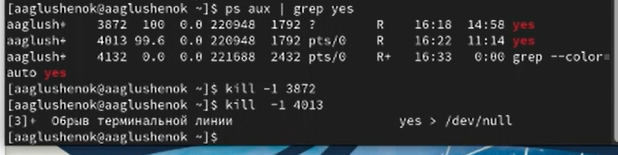 [aaglushenok@aaglushenok ~]$ ps aux | grep yes
aaglush+ 3872 100 0.0 220948 1792 ? R 16:18 14:58 yes
aaglush+ 4013 99.6 0.0 220948 1792 pts/0 R 16:22 11:14 yes
aaglush+ 4132 0.0 0.0 221688 2432 pts/0 R+ 16:33 0:00 grep --color=
auto yes
[aaglushenok@aaglushenok ~]$ kill -1 3872
[aaglushenok@aaglushenok ~]$ kill -1 4013
[3]+ Обрыв терминальной линии yes > /dev/null
[aaglushenok@aaglushenok ~]$